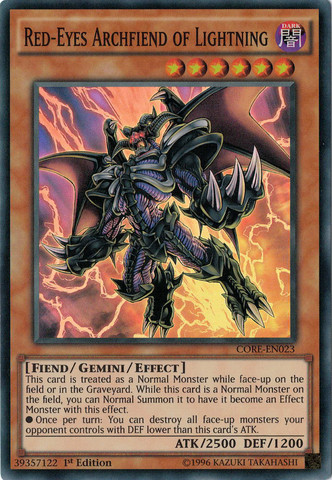 Red-Eyes Archfiend of Lightning
DARK
闇
CORE-EN023
[Fiend/Gemini/Effect]
This card is treated as a Normal Monster while face-up on the
field or in the Graveyard. While this card is a Normal Monster on
the field, you can Normal Summon it to have it become an Effect
Monster with this effect.
● Once per turn: You can destroy all face-up monsters your
opponent controls with DEF lower than this card's ATK.
ATK/2500 DEF/1200
39357122 1st Edition ©1996 KAZUKI TAKAHASHI